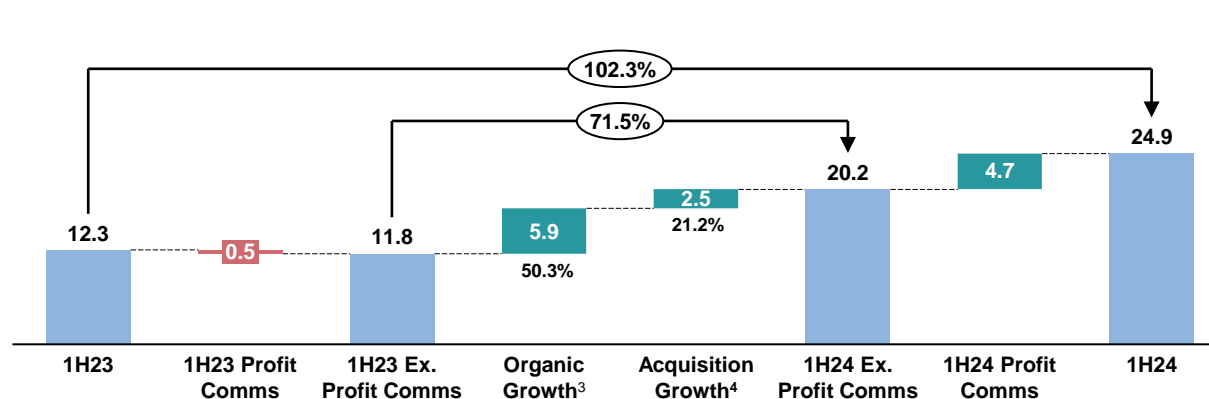 102.3%
71.5%
24.9
20.2
4.7
12.3
0.5
11.8
5.9
50.3%
2.5
21.2%
1H23
1H23 Profit
Comms
1H23 Ex.
Profit Comms
Organic
Growth³
Acquisition
Growth⁴
1H24 Ex.
Profit Comms
1H24 Profit
Comms
1H24